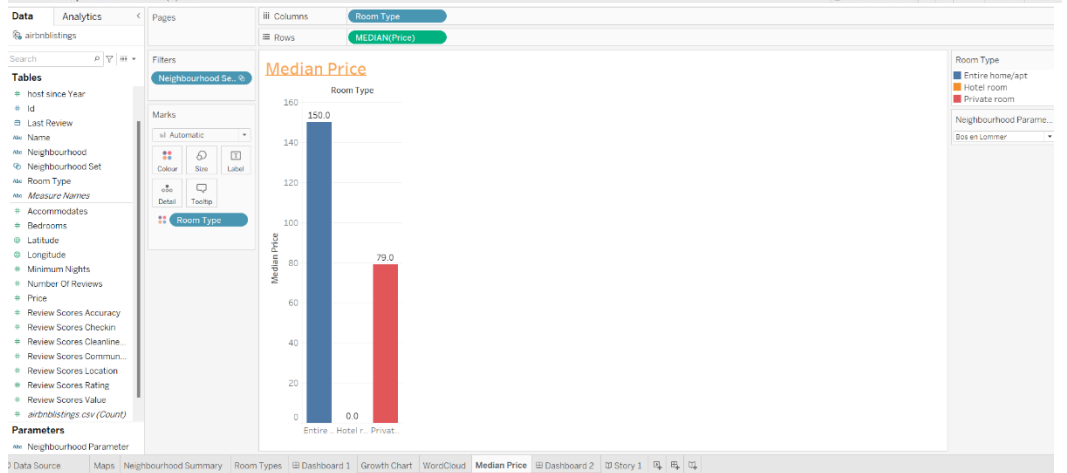 Data Analytics
airbnblistings
Search
Tables
host since Year
Id
Last Review
Name
Neighbourhood
Neighbourhood Set
Room Type
Measure Names
Accommodates
Bedrooms
Latitude
Longitude
Minimum Nights
Number Of Reviews
Price
Review Scores Accuracy
Review Scores Checkin
Review Scores Cleanline...
Review Scores Commun...
Review Scores Location
Review Scores Rating
Review Scores Value
airbnblistings.csv (Count)
Parameters
Neighbourhood Parameter
Pages
Filters
Neighbourhood Se..
Marks
Automatic
Colour Size Label
Detail Tooltip
Room Type
Columns Room Type
Rows MEDIAN(Price)
Median Price
Room Type
Median Price
160
140
120
100
80
60
40
20
0
150.0
0.0
79.0
Entire .. Hotel r.. Privat..
Room Type
Entire home/apt
Hotel room
Private room
Neighbourhood Parame...
Bos en Lommer
Data Source Maps Neighbourhood Summary Room Types Dashboard 1 Growth Chart WordCloud Median Price Dashboard 2 Story 1